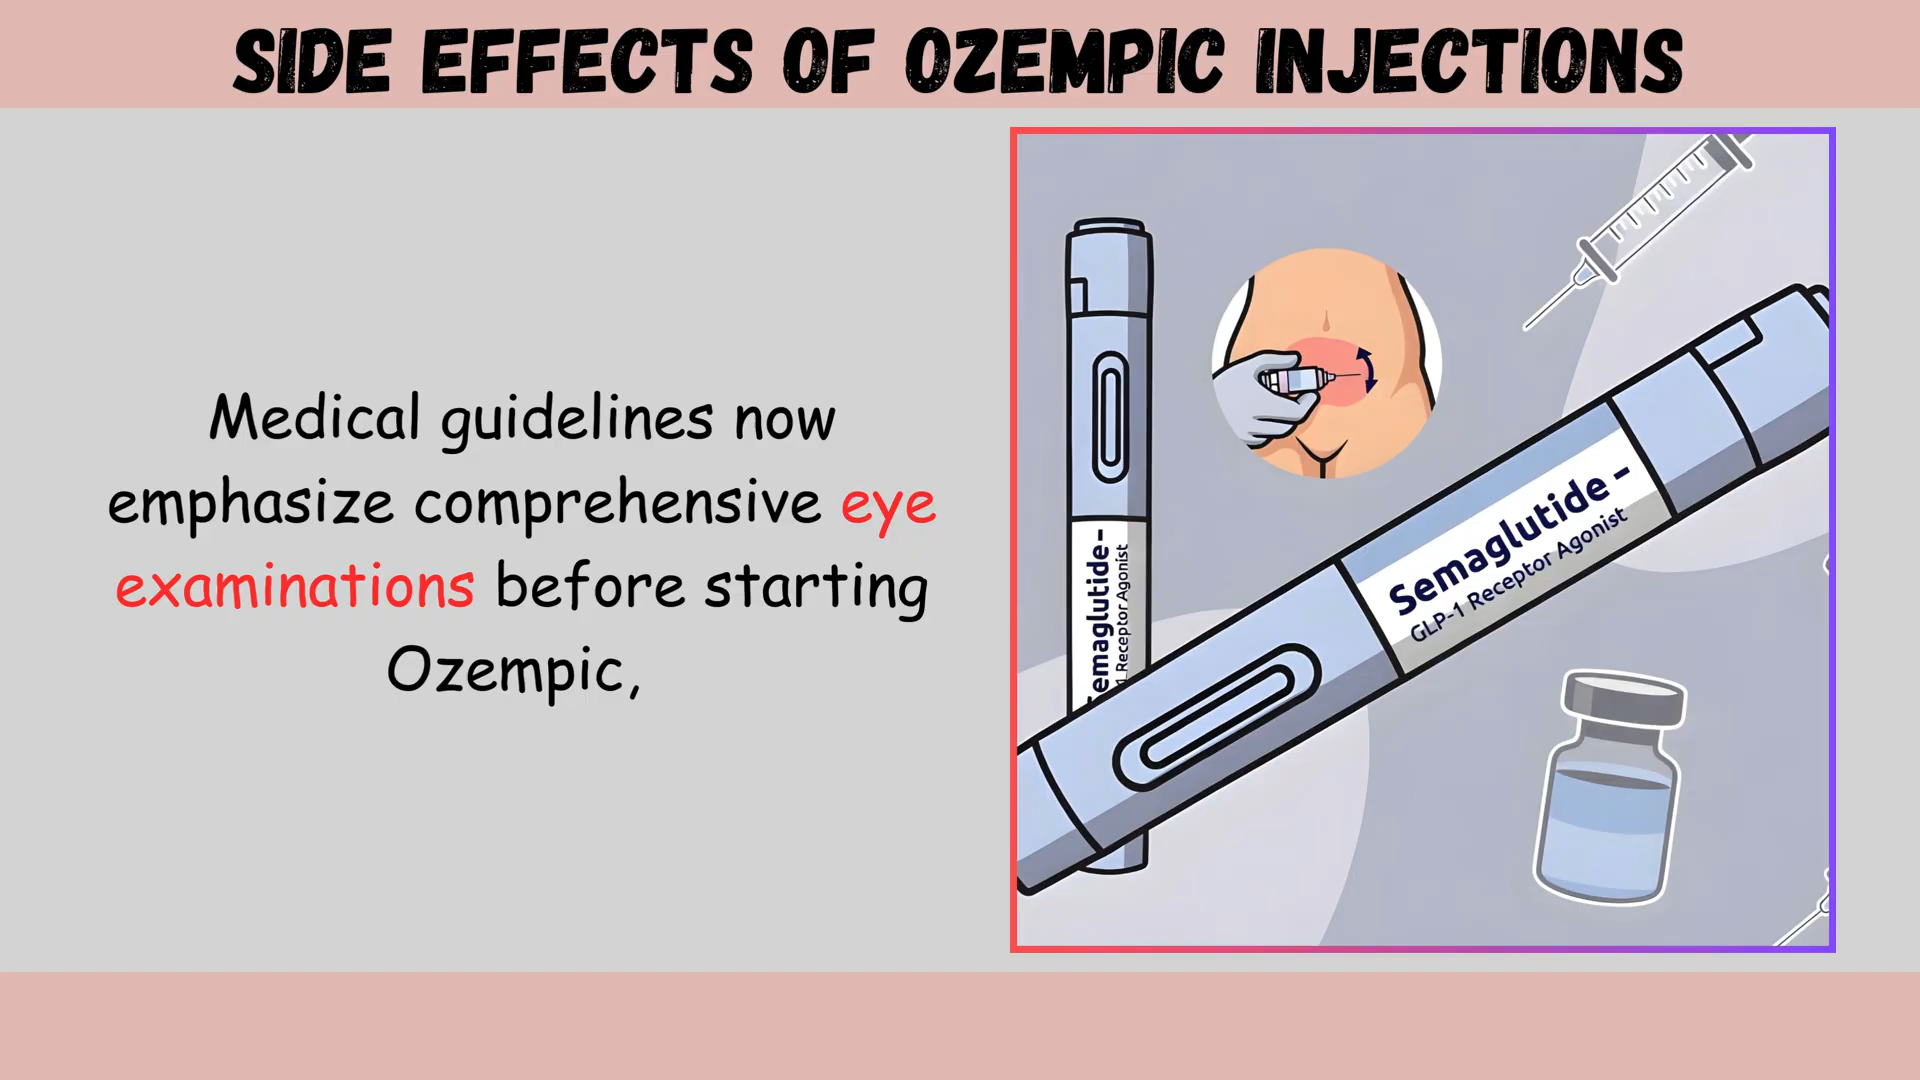 SIDE EFFECTS OF OZEMPIC INJECTIONS
Medical guidelines now
emphasize comprehensive eye
examinations before starting
Ozempic,
Semaglutide -
GLP-1 Receptor Agonist
emaglutide -
1 Receptor Agonist